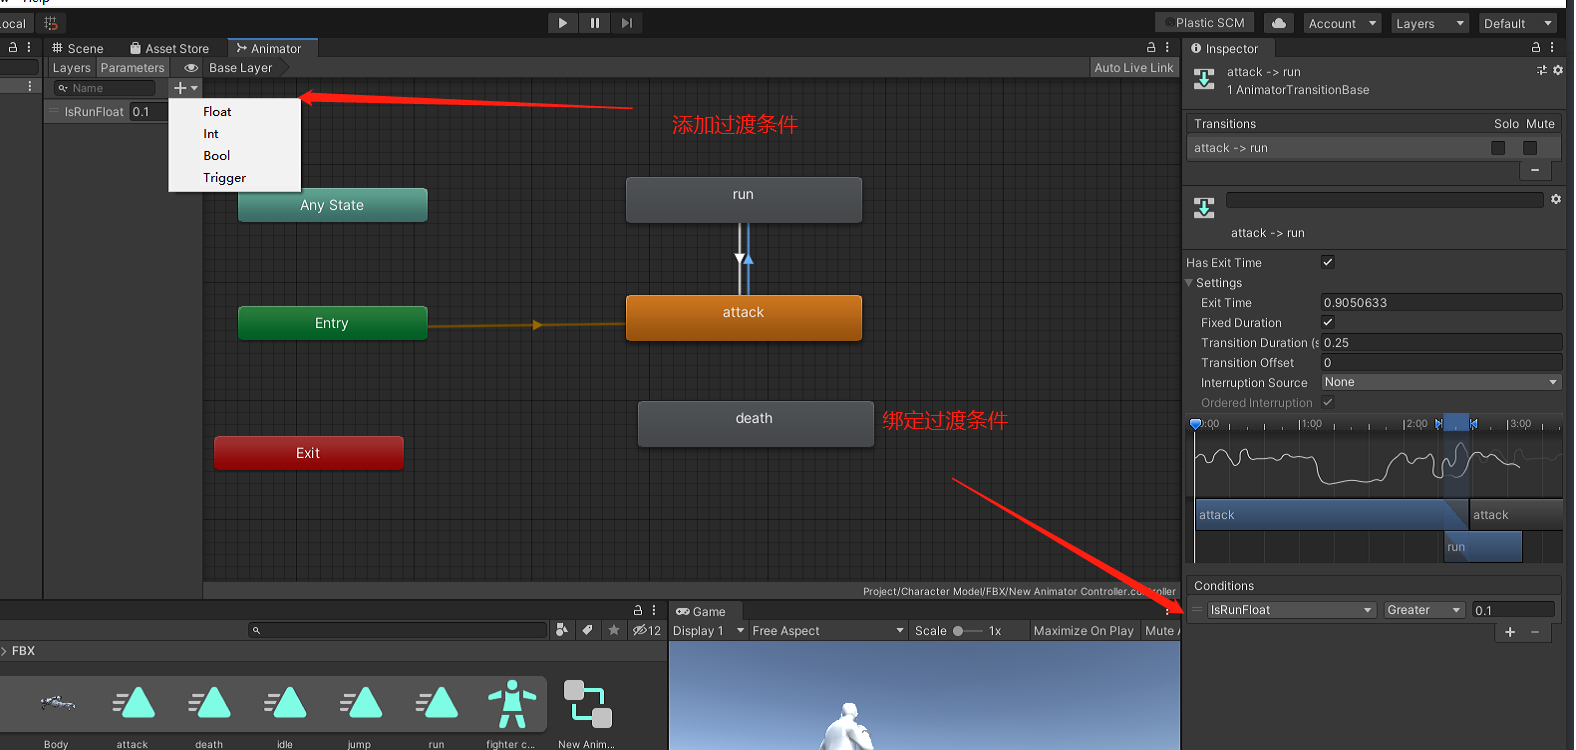 Help
ocal
Plastic SCM
Account
Layers
Default
Scene
Asset Store
Animator
Inspector
Layers
Parameters
Base Layer
Auto Live Link
Name
IsRunFloat
0.1
Float
Int
Bool
Trigger
添加过渡条件
Any State
run
Entry
attack
death
绑定过渡条件
Exit
Project/Character Model/FBX/New Animator Controller.controller
attack -> run
1 AnimatorTransitionBase
Transitions
Solo
Mute
attack -> run
attack -> run
Has Exit Time
Settings
Exit Time
0.9050633
Fixed Duration
Transition Duration (s
0.25
Transition Offset
0
Interruption Source
None
Ordered Interruption
:00
1:00
2:00
3:00
attack
attack
run
Conditions
IsRunFloat
Greater
0.1
12
Game
Display 1
Free Aspect
Scale
1x
Maximize On Play
Mute A
FBX
Body
attack
death
idle
jump
run
fighter c...
New Anim...